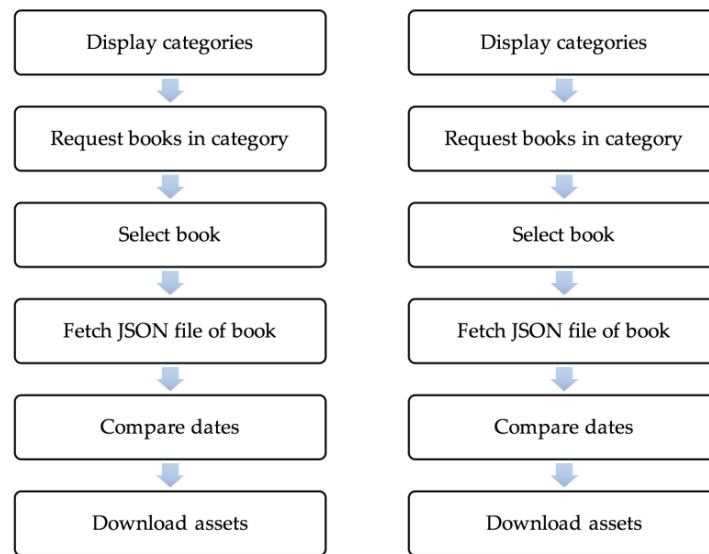 Display categories
Request books in category
Select book
Fetch JSON file of book
Compare dates
Download assets
Display categories
Request books in category
Select book
Fetch JSON file of book
Compare dates
Download assets